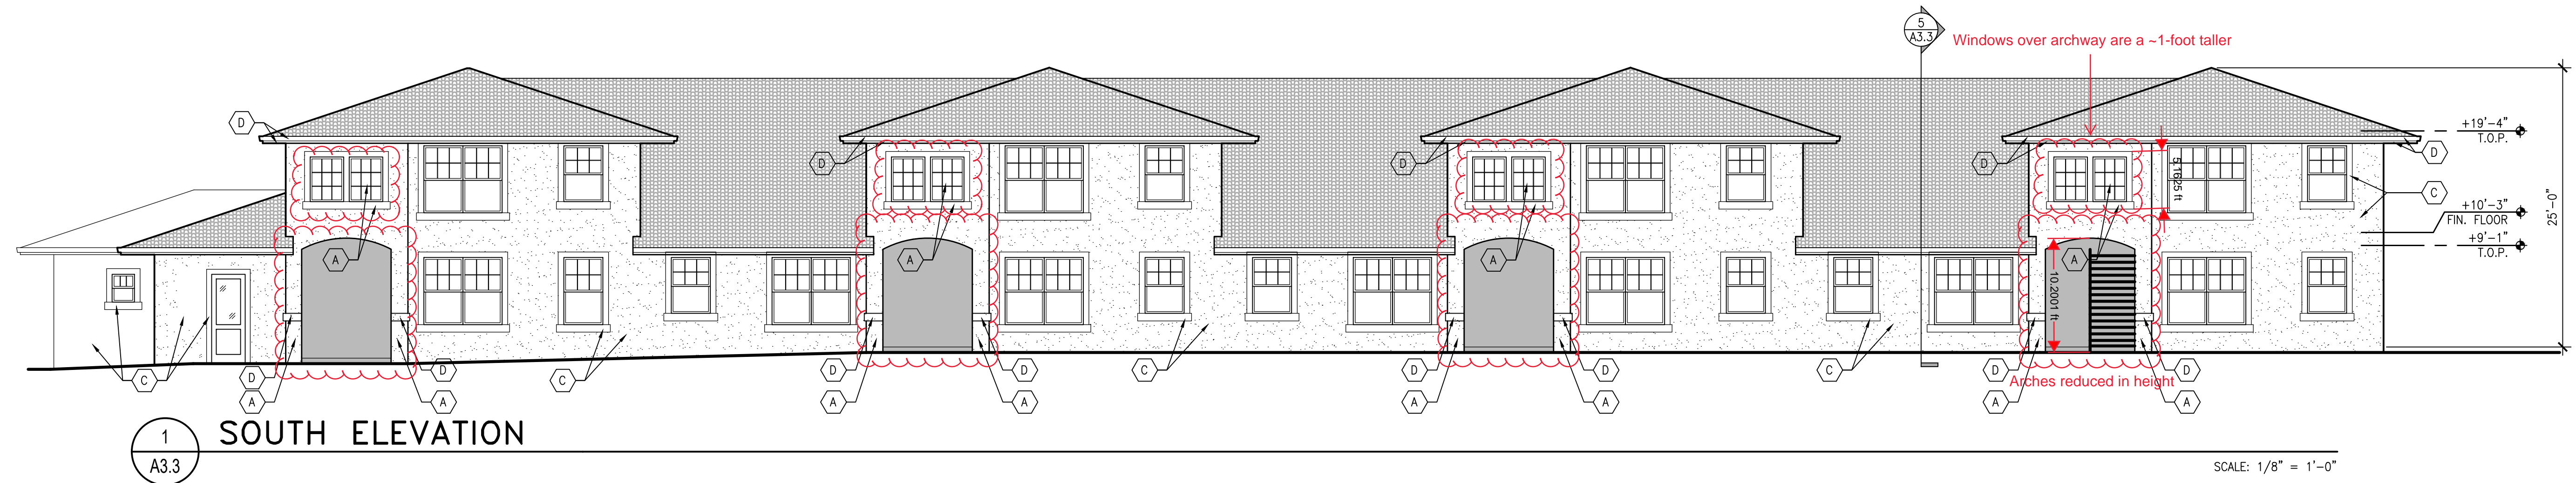 5
A3.3
Windows over archway are a ~1-foot taller
D
D
D
D
D
+19'-4"
T.O.P.
5.1625 ft
C
+10'-3"
FIN. FLOOR
+9'-1"
T.O.P.
25'-0"
A
A
A
A
10.2001 ft
C
D
D
C
D
D
C
D
D
C
D
D
Arches reduced in height
A
A
A
A
A
A
A
A
1
A3.3
SOUTH ELEVATION
SCALE: 1/8" = 1'-0"